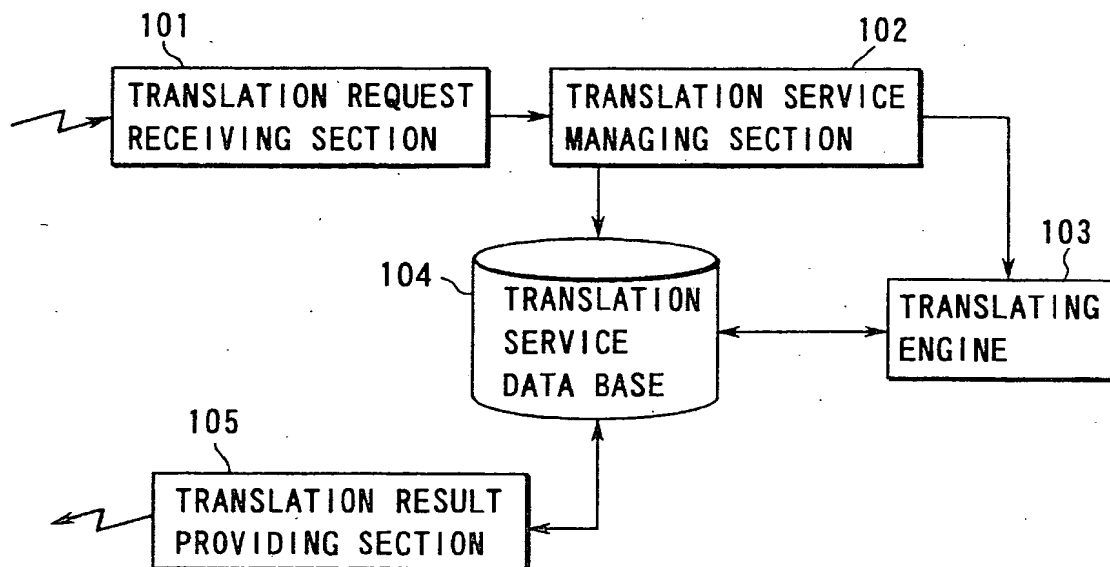 101
TRANSLATION REQUEST
RECEIVING SECTION
102
TRANSLATION SERVICE
MANAGING SECTION
103
TRANSLATING
ENGINE
104
TRANSLATION
SERVICE
DATA BASE
105
TRANSLATION RESULT
PROVIDING SECTION